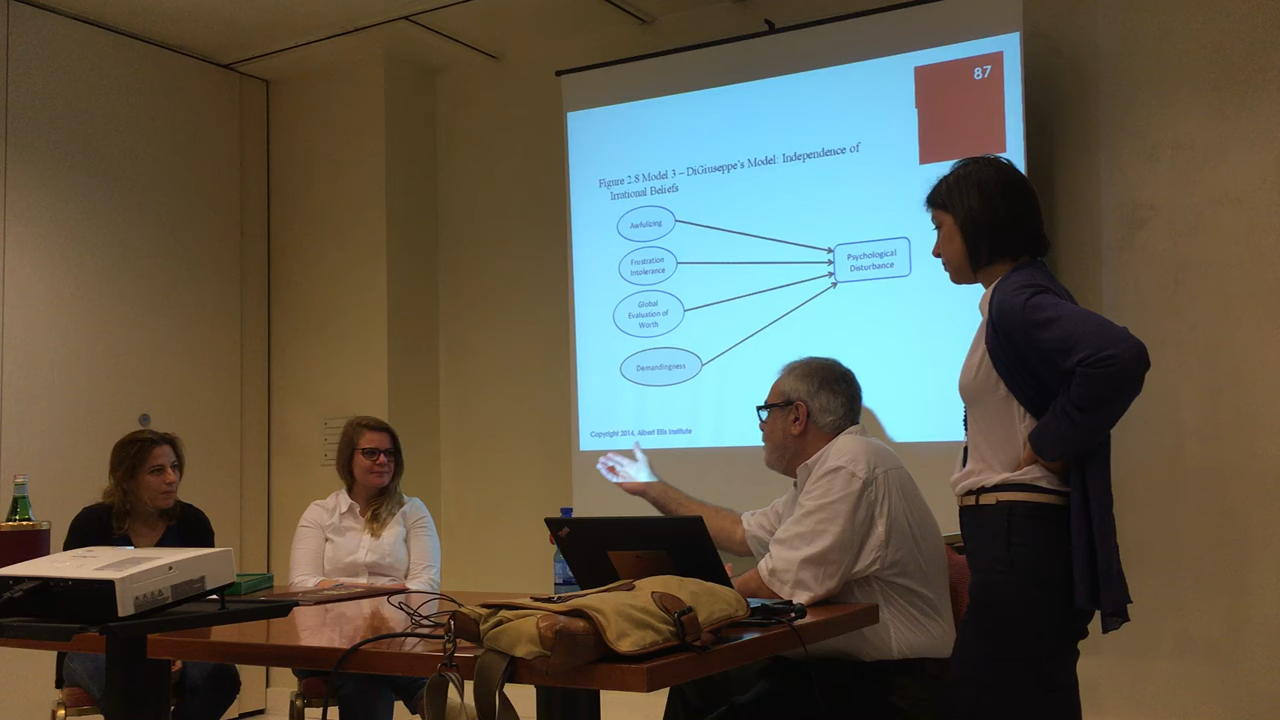 87
Figure 2.8 Model 3 – DiGiuseppe's Model: Independence of
Irrational Beliefs
Awfulizing
Frustration
Intolerance
Global
Evaluation of
Worth
Demandingness
Psychological
Disturbance
Copyright 2014, Albert Ellis Institute